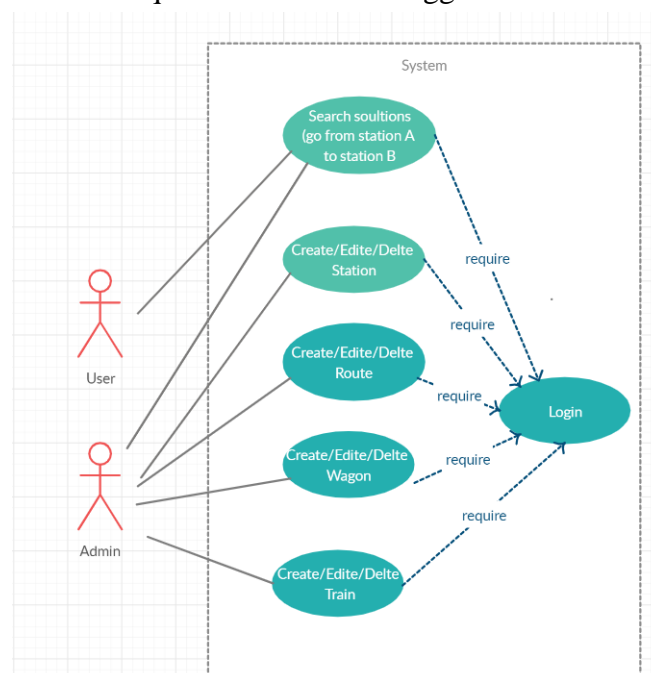 System
Search soultions
(go from station A
to station B
require
Create/Edite/Delte
Station
require
User
Create/Edite/Delte
Route
require
Login
Create/Edite/Delte
Wagon
require
Admin
require
Create/Edite/Delte
Train